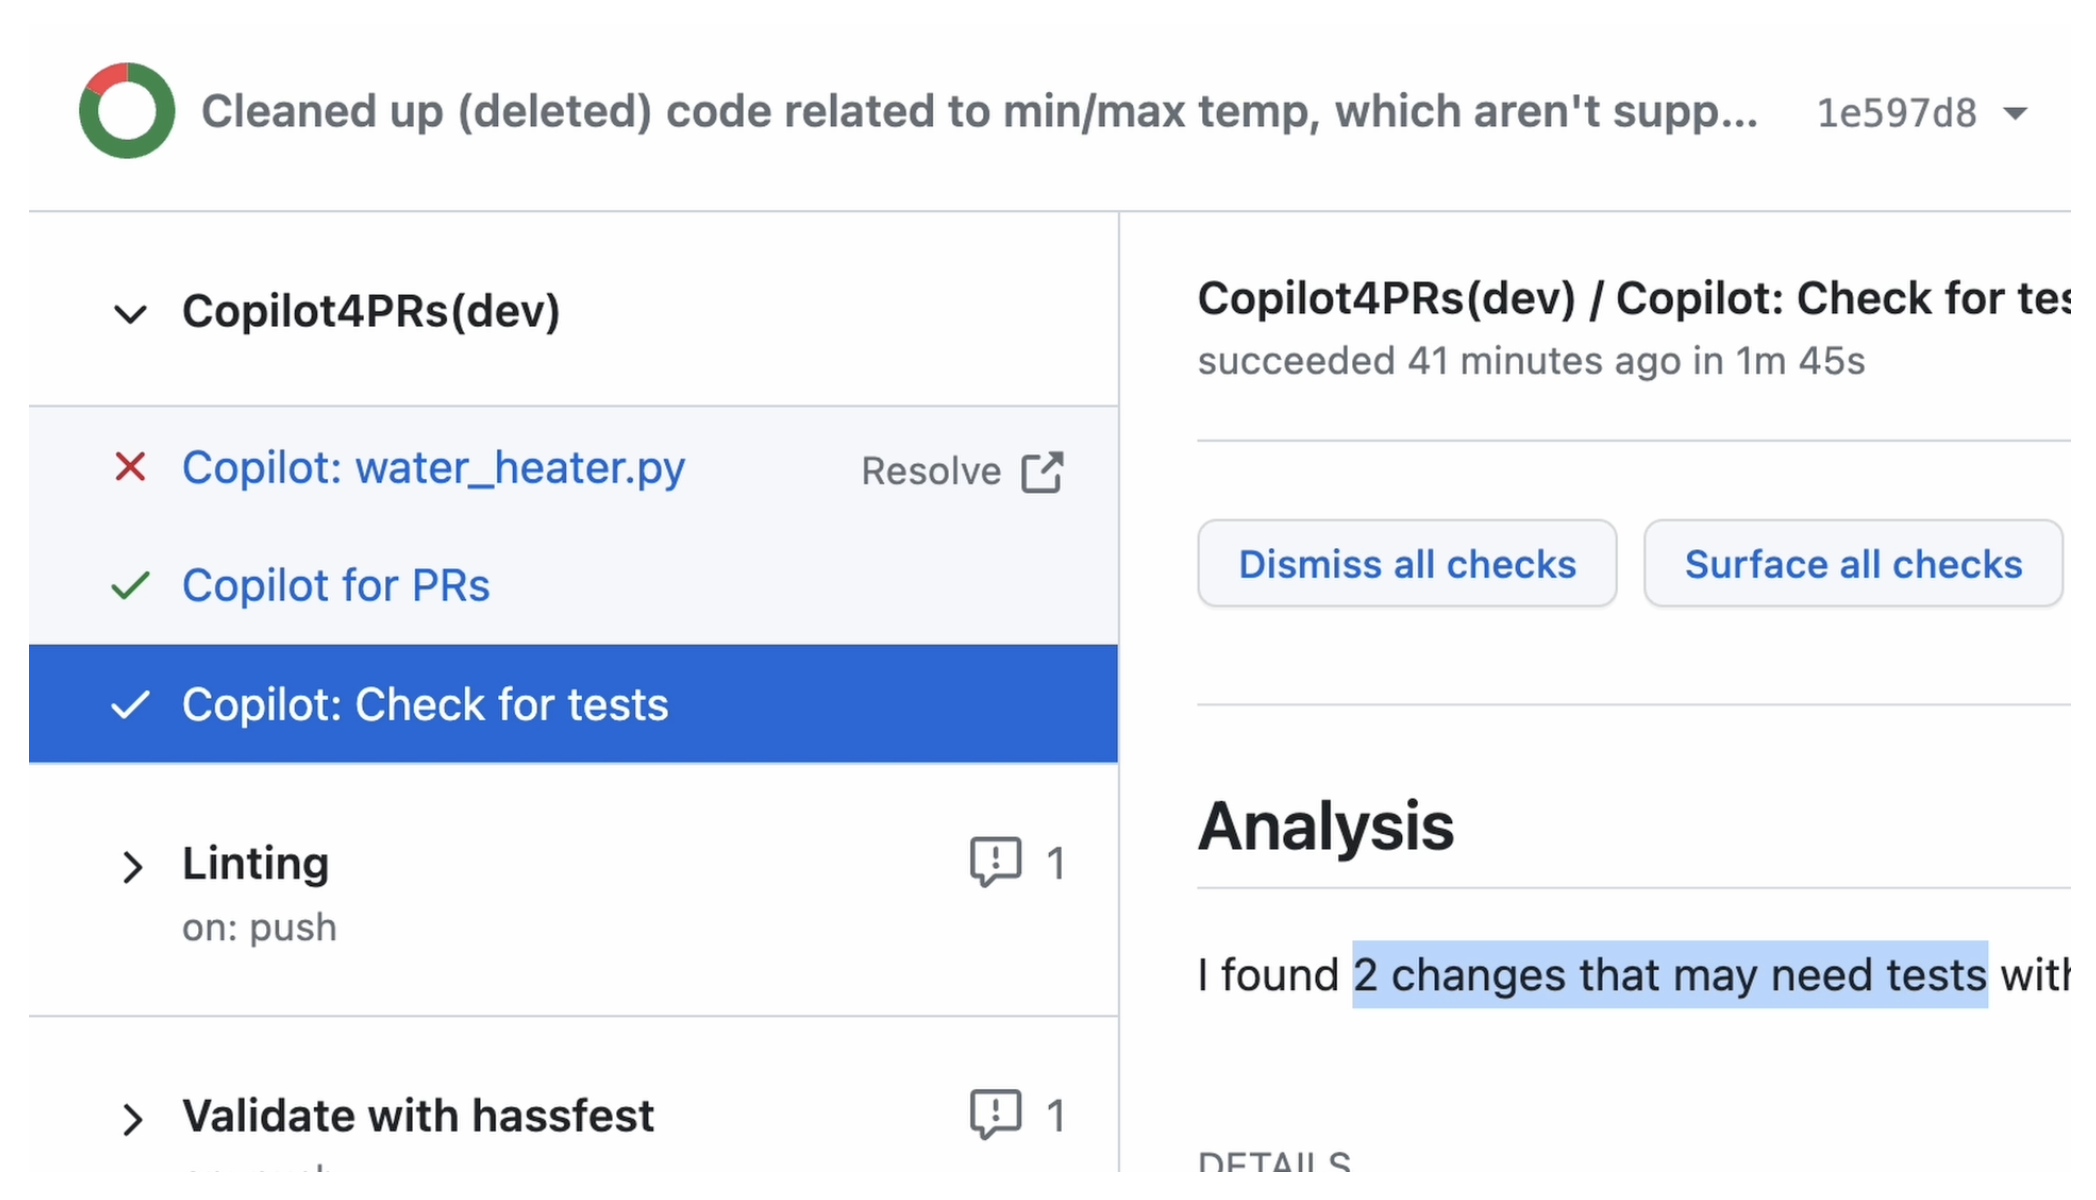 Cleaned up (deleted) code related to min/max temp, which aren't supp... 1e597d8
Copilot4PRs(dev)
Copilot: water_heater.py Resolve
Copilot for PRs
Copilot: Check for tests
Linting 1
on: push
Validate with hassfest 1
Copilot4PRs(dev) / Copilot: Check for tes
succeeded 41 minutes ago in 1m 45s
Dismiss all checks Surface all checks
Analysis
I found 2 changes that may need tests with
DETAILS